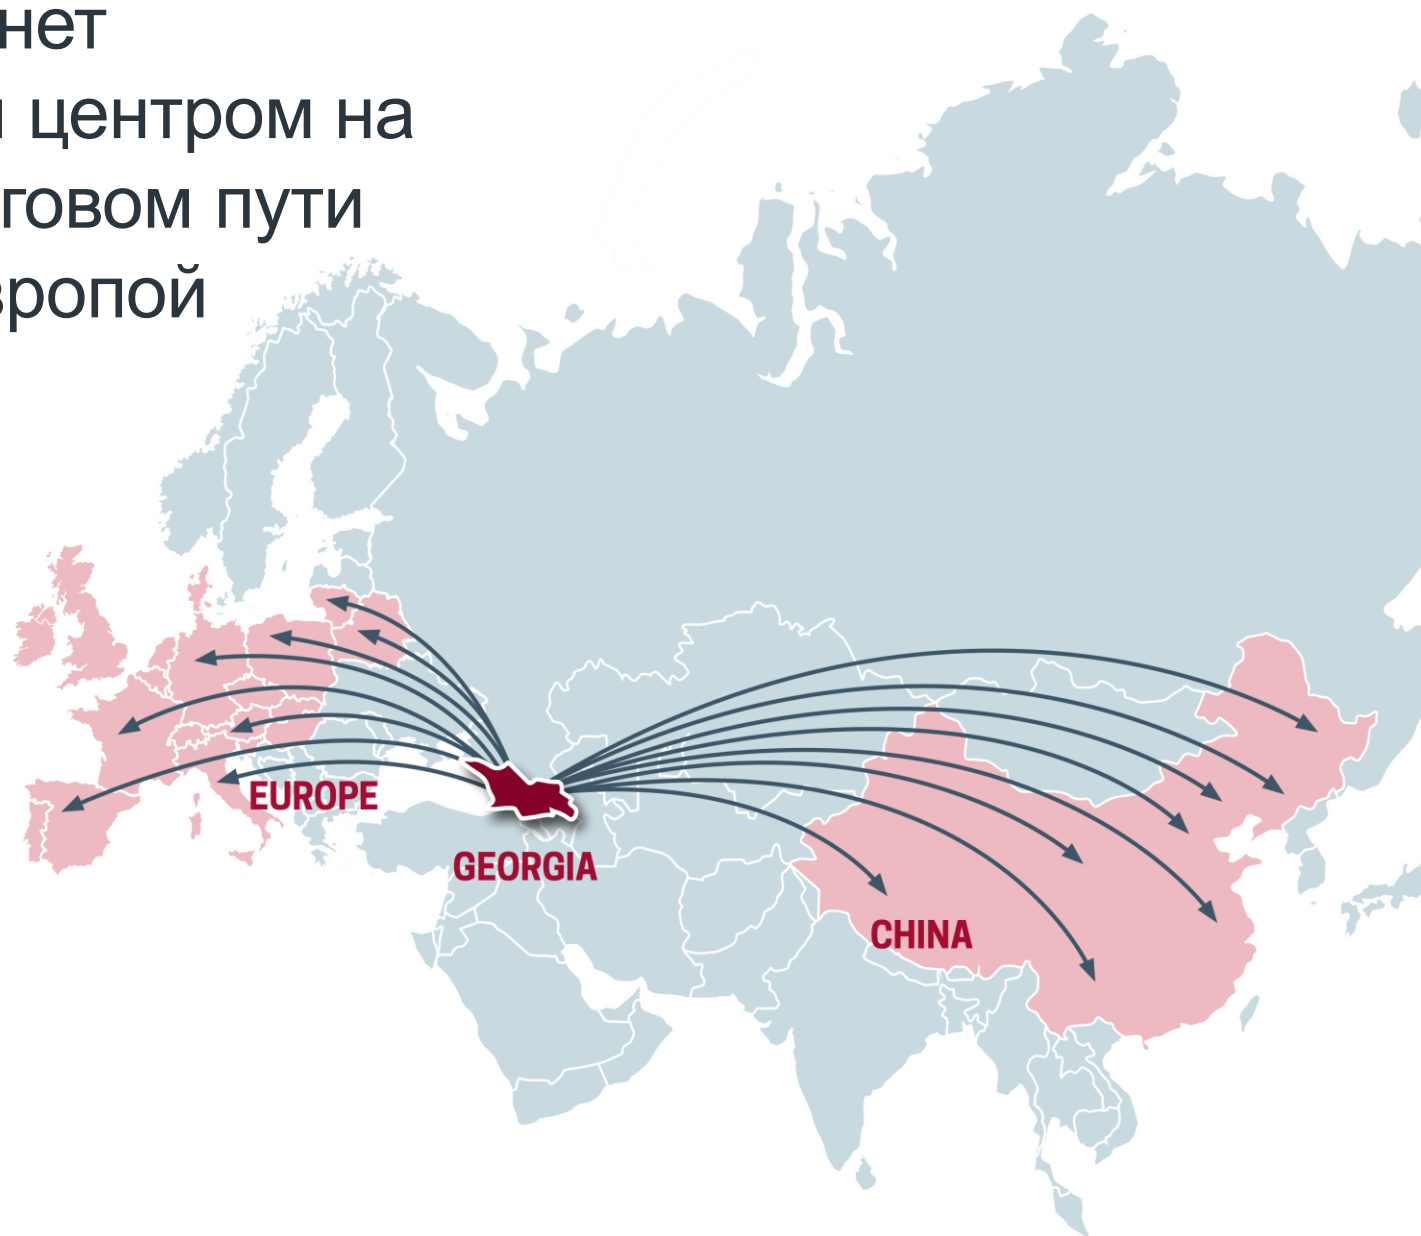 нет
центром на
говом пути
вропой
EUROPE
GEORGIA
CHINA